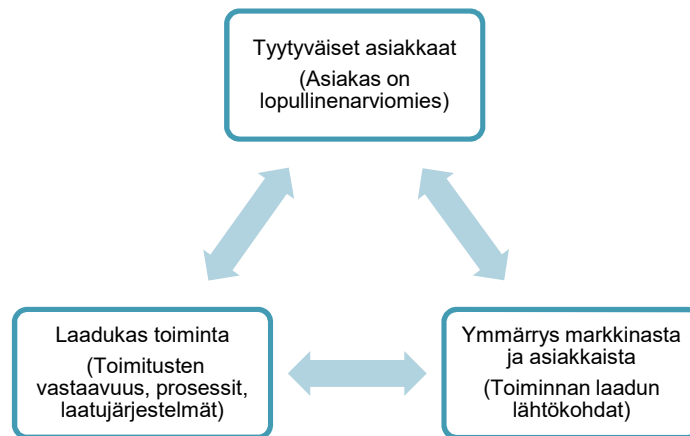 Tyytyväiset asiakkaat
(Asiakas on
lopullinenarviomies)
Laadukas toiminta
(Toimitusten
vastaavuus, prosessit,
laatujärjestelmät)
Ymmärrys markkinasta
ja asiakkaista
(Toiminnan laadun
lähtökohdat)